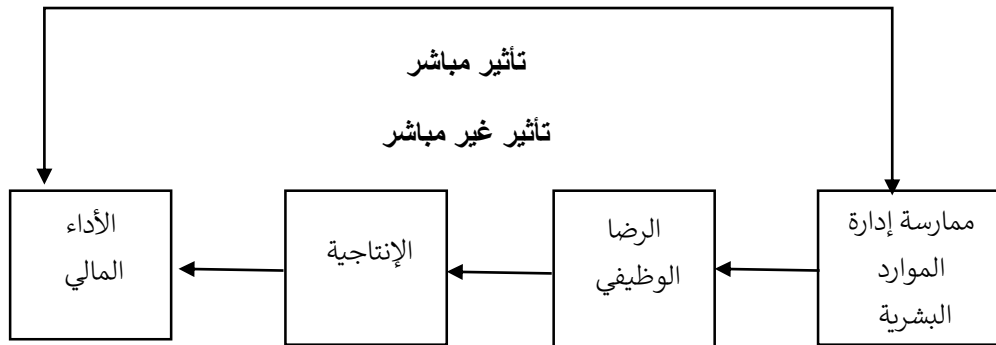 تأثير مباشر
تأثير غير مباشر
ممارسة إدارة
الموارد
البشرية
الرضا
الوظيفي
الإنتاجية
الأداء
المالي